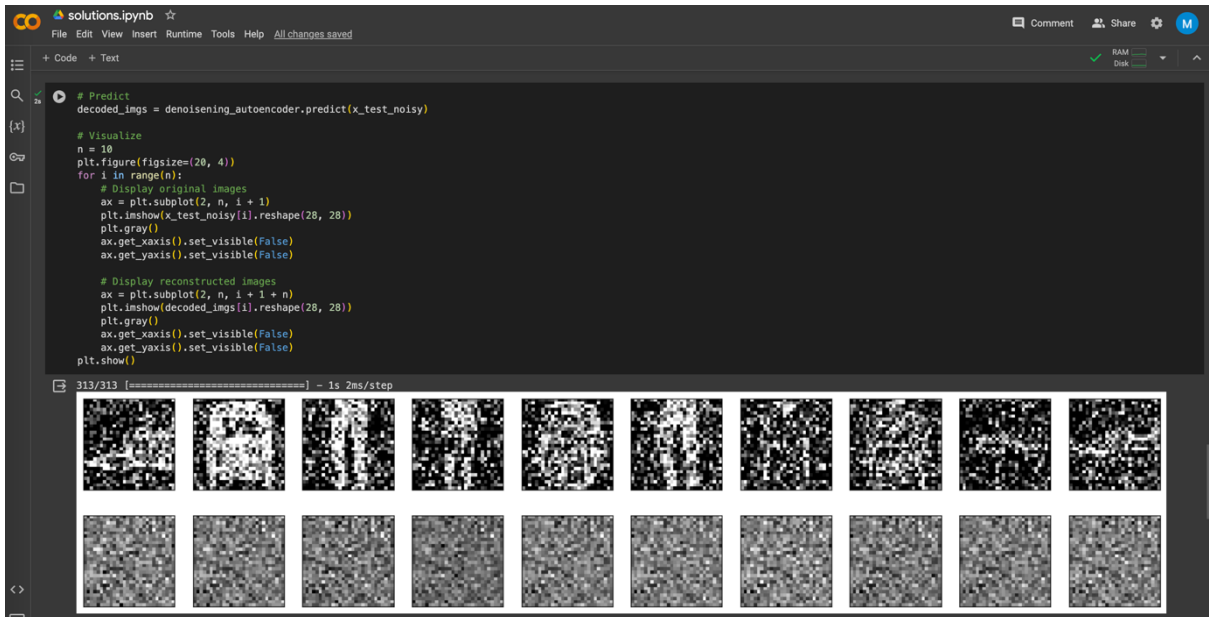 solutions.ipynb
File Edit View Insert Runtime Tools Help All changes saved
Comment Share M
+ Code + Text
RAM
Disk
2s
{x}
# Predict
decoded_imgs = denoisening_autoencoder.predict(x_test_noisy)
# Visualize
n = 10
plt.figure(figsize=(20, 4))
for i in range(n):
    # Display original images
    ax = plt.subplot(2, n, i + 1)
    plt.imshow(x_test_noisy[i].reshape(28, 28))
    plt.gray()
    ax.get_xaxis().set_visible(False)
    ax.get_yaxis().set_visible(False)
    # Display reconstructed images
    ax = plt.subplot(2, n, i + 1 + n)
    plt.imshow(decoded_imgs[i].reshape(28, 28))
    plt.gray()
    ax.get_xaxis().set_visible(False)
    ax.get_yaxis().set_visible(False)
plt.show()
313/313 [==============================] - 1s 2ms/step